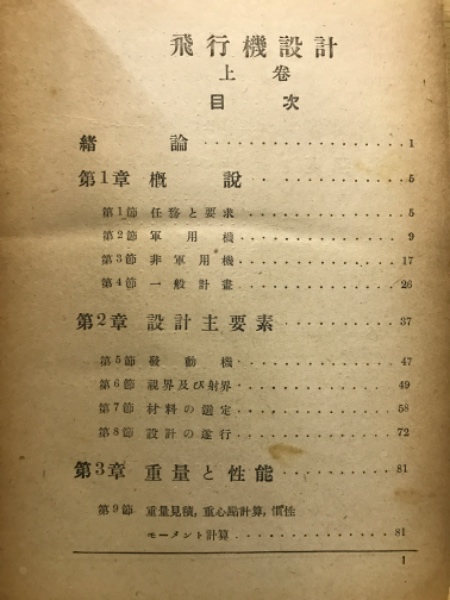 飛行機設計
上 卷
目 次
緒 論 1
第1章 概 說 5
第1節 任務と要求 5
第2節 軍用機 9
第3節 非軍用機 17
第4節 一般計畫 26
第2章 設計主要素 37
第5節 發動機 47
第6節 視界及び射界 49
第7節 材料の選定 58
第8節 設計の遂行 72
第3章 重量と性能 81
第9節 重量見積, 重心點計算, 慣性
モーメント計算 81
1